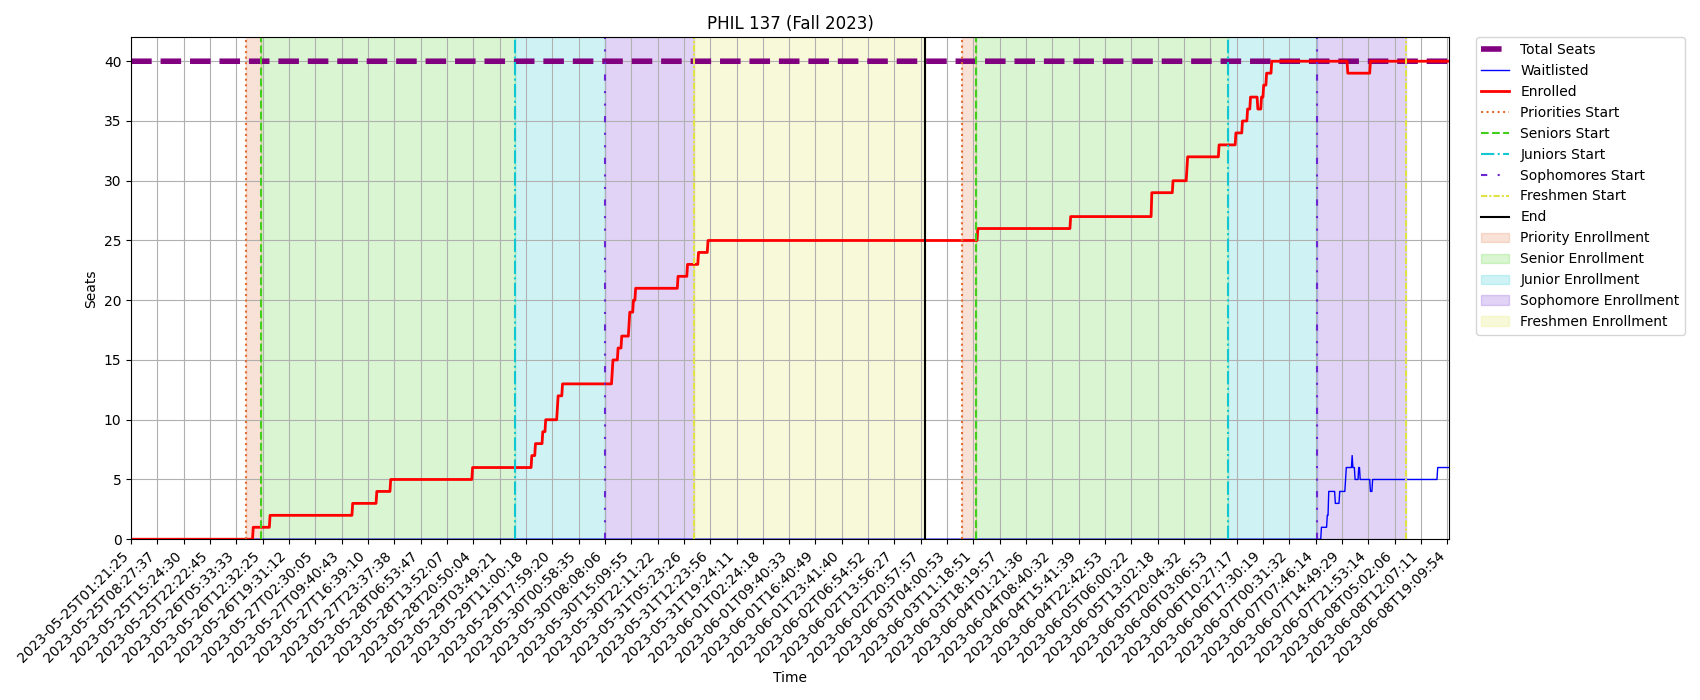 PHIL 137 (Fall 2023)
Seats
40
35
30
25
20
15
10
5
0
2023-05-25T01:21:25
2023-05-25T08:27:37
2023-05-25T15:24:30
2023-05-25T22:22:45
2023-05-26T05:33:33
2023-05-26T12:32:25
2023-05-26T19:31:12
2023-05-27T02:30:05
2023-05-27T09:40:43
2023-05-27T16:39:10
2023-05-27T23:37:38
2023-05-28T06:53:47
2023-05-28T13:52:07
2023-05-28T20:50:04
2023-05-29T03:49:21
2023-05-29T11:00:18
2023-05-29T17:59:20
2023-05-30T00:58:35
2023-05-30T08:08:06
2023-05-30T15:09:55
2023-05-30T22:11:22
2023-05-31T05:23:26
2023-05-31T12:23:56
2023-05-31T19:24:11
2023-06-01T02:24:18
2023-06-01T09:40:33
2023-06-01T16:40:49
2023-06-01T23:41:40
2023-06-02T06:54:52
2023-06-02T13:56:27
2023-06-02T20:57:57
2023-06-03T04:00:53
2023-06-03T11:18:51
2023-06-03T18:19:57
2023-06-04T01:21:36
2023-06-04T08:40:32
2023-06-04T15:41:39
2023-06-04T22:42:53
2023-06-05T06:00:22
2023-06-05T13:02:18
2023-06-05T20:04:32
2023-06-06T03:06:53
2023-06-06T10:27:17
2023-06-06T17:30:19
2023-06-07T00:31:32
2023-06-07T07:46:14
2023-06-07T14:49:29
2023-06-07T21:53:14
2023-06-08T05:02:06
2023-06-08T12:07:11
2023-06-08T19:09:54
Time
Total Seats
Waitlisted
Enrolled
Priorities Start
Seniors Start
Juniors Start
Sophomores Start
Freshmen Start
End
Priority Enrollment
Senior Enrollment
Junior Enrollment
Sophomore Enrollment
Freshmen Enrollment